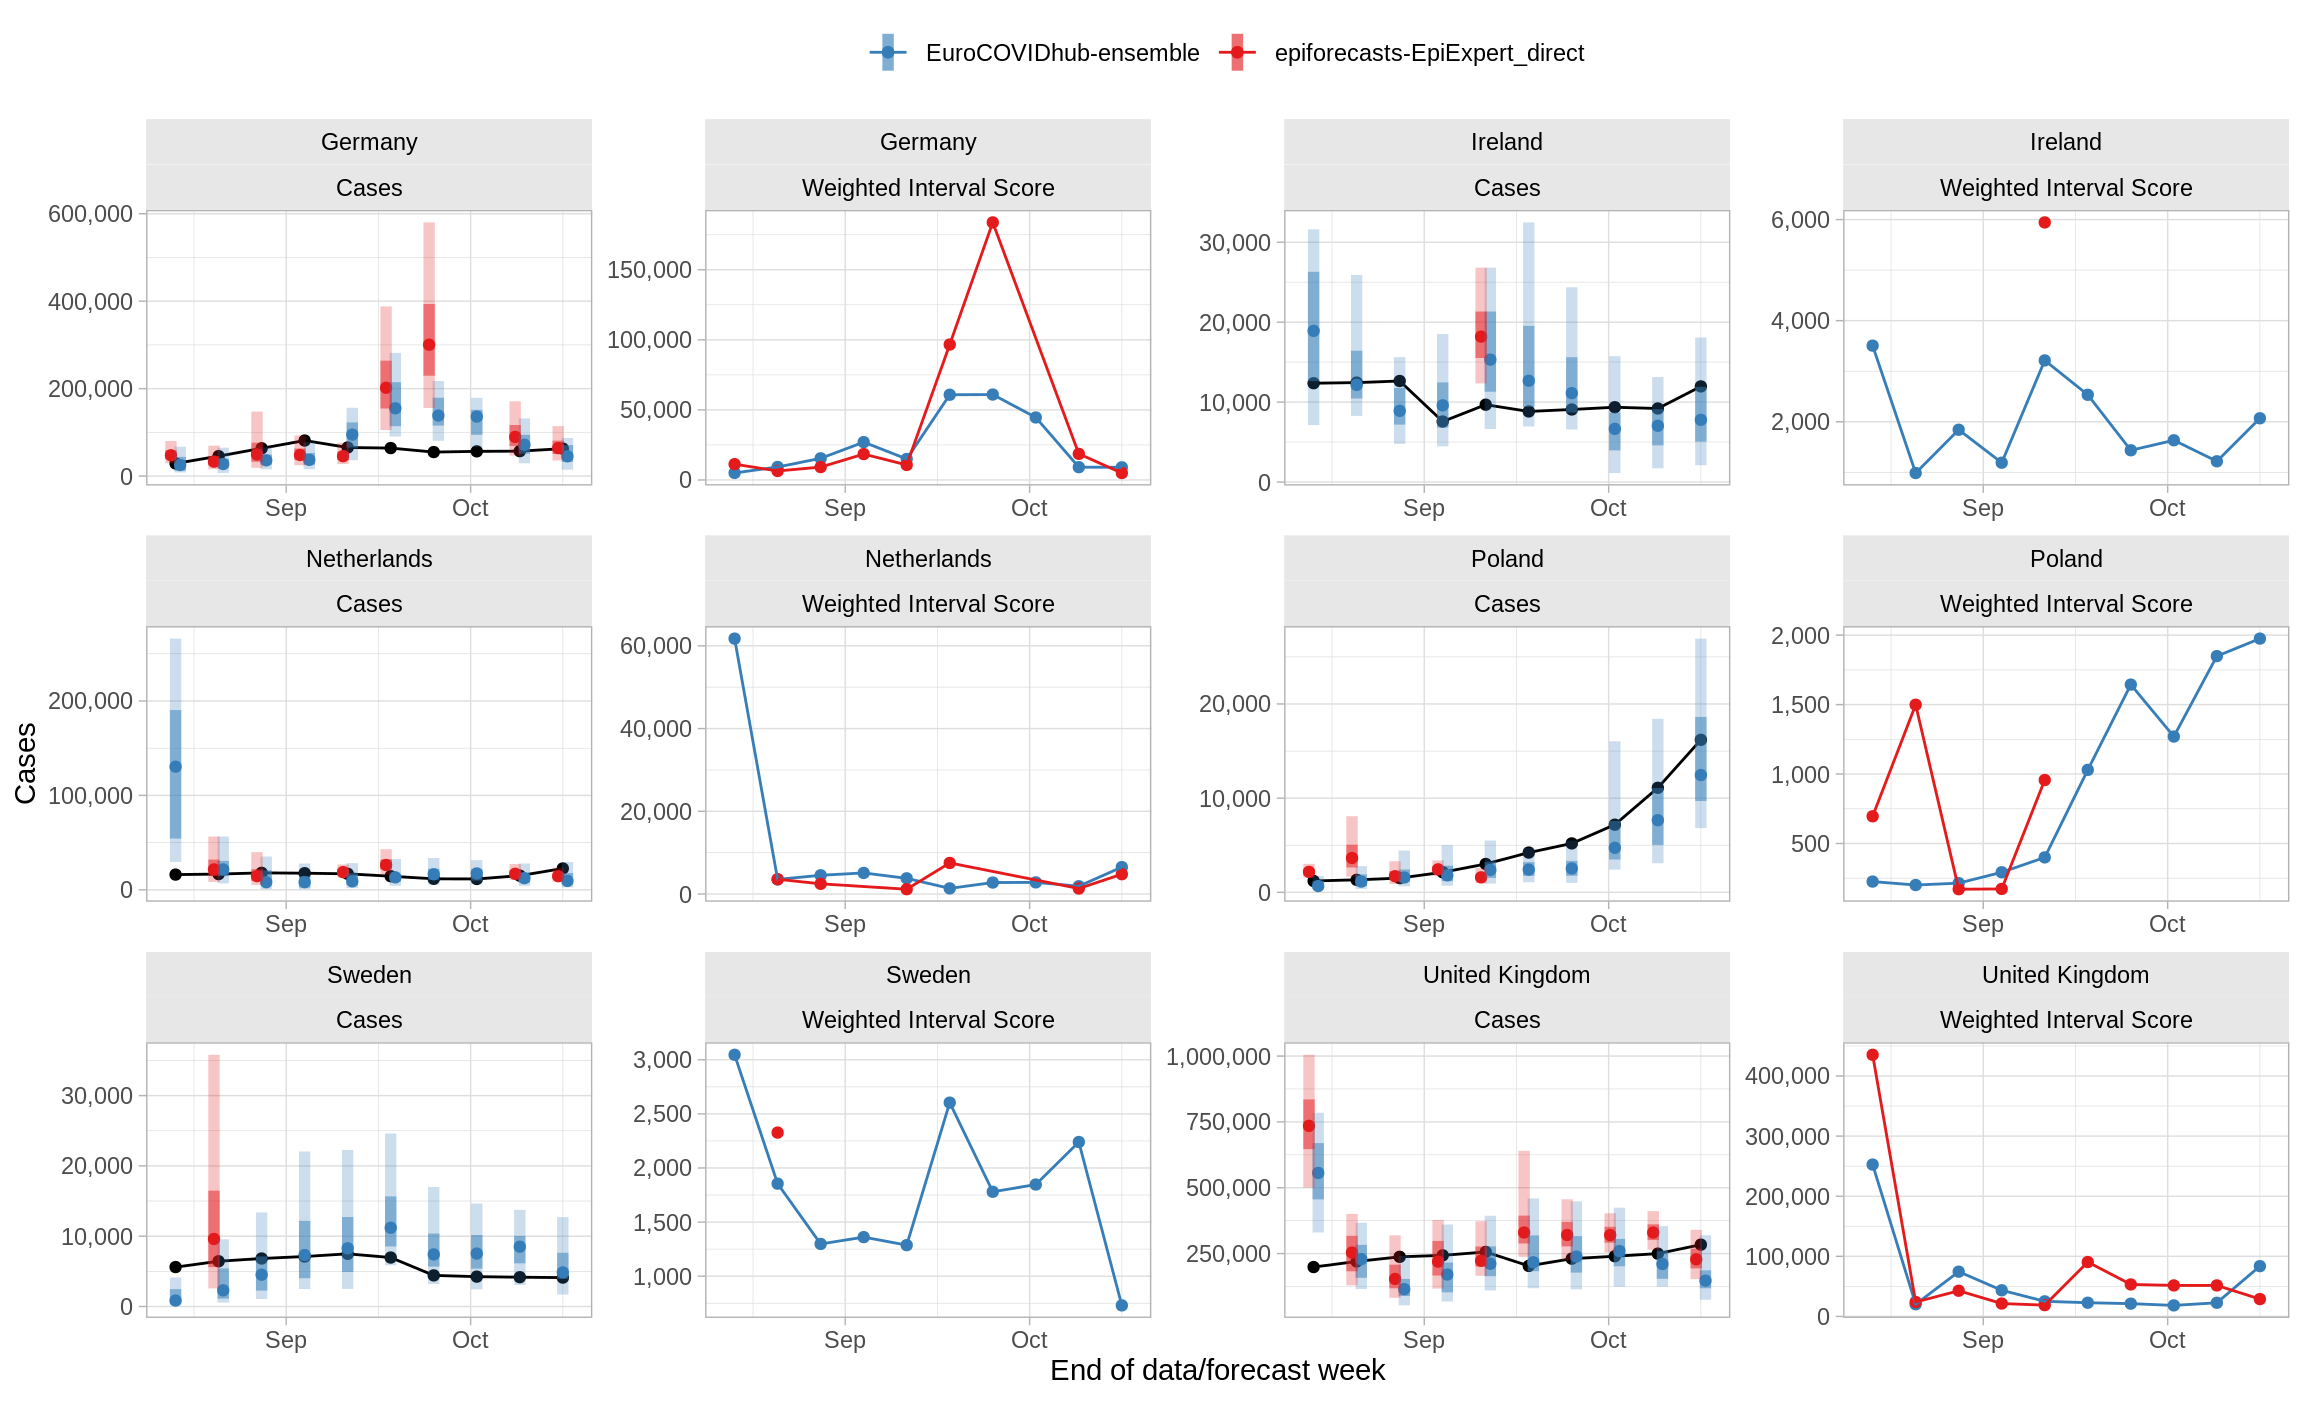 EuroCOVIDhub-ensemble epiforecasts-EpiExpert_direct
Germany
Cases
600,000
400,000
200,000
0
Sep Oct
Germany
Weighted Interval Score
150,000
100,000
50,000
0
Sep Oct
Ireland
Cases
30,000
20,000
10,000
0
Sep Oct
Ireland
Weighted Interval Score
6,000
4,000
2,000
Sep Oct
Cases
Netherlands
Cases
200,000
100,000
0
Sep Oct
Netherlands
Weighted Interval Score
60,000
40,000
20,000
0
Sep Oct
Poland
Cases
20,000
10,000
0
Sep Oct
Poland
Weighted Interval Score
2,000
1,500
1,000
500
Sep Oct
Sweden
Cases
30,000
20,000
10,000
0
Sep Oct
Sweden
Weighted Interval Score
3,000
2,500
2,000
1,500
1,000
Sep Oct
United Kingdom
Cases
1,000,000
750,000
500,000
250,000
Sep Oct
United Kingdom
Weighted Interval Score
400,000
300,000
200,000
100,000
0
Sep Oct
End of data/forecast week